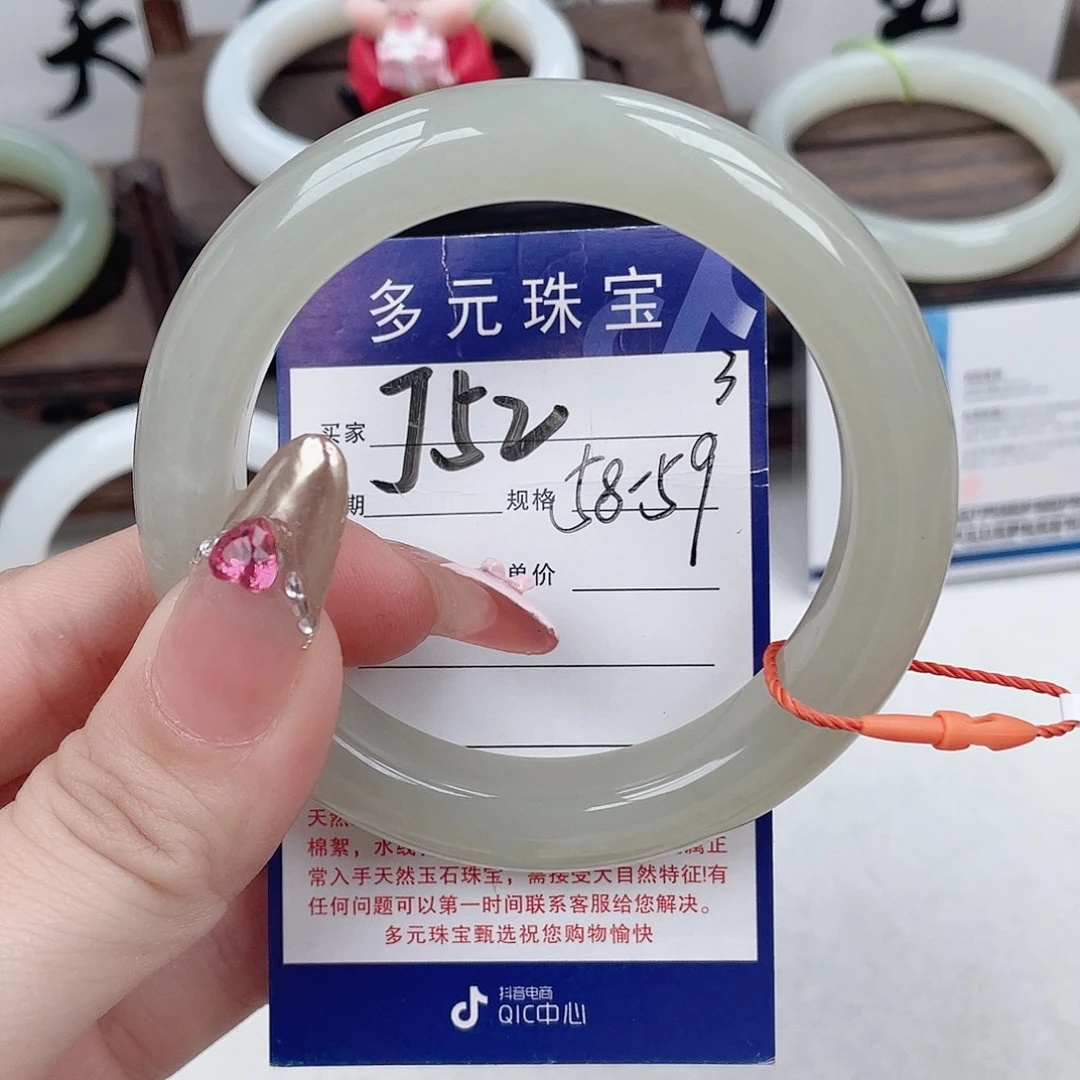 多元珠宝
3
买家 J52
期 规格 58-59
单价
天然
棉絮，水线 属正
常入手天然玉石珠宝，需接受大自然特征!有
任何问题可以第一时间联系客服给您解决。
多元珠宝甄选祝您购物愉快
抖音电商
QIC中心